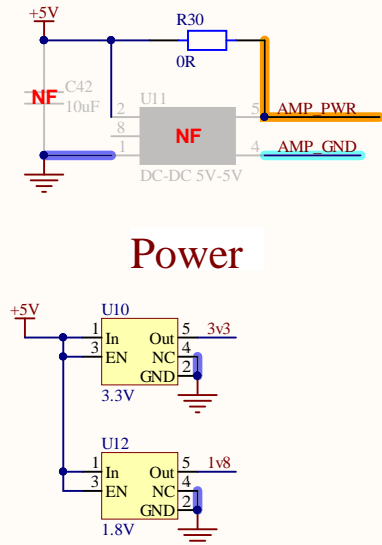 +5V
R30
0R
C42
NF
10uF
U11
2
8
1
NF
5
4
AMP_PWR
AMP_GND
DC-DC 5V-5V
Power
+5V
U10
1 In Out 5 3v3
3 EN NC 4
GND 2
3.3V
U12
1 In Out 5 1v8
3 EN NC 4
GND 2
1.8V